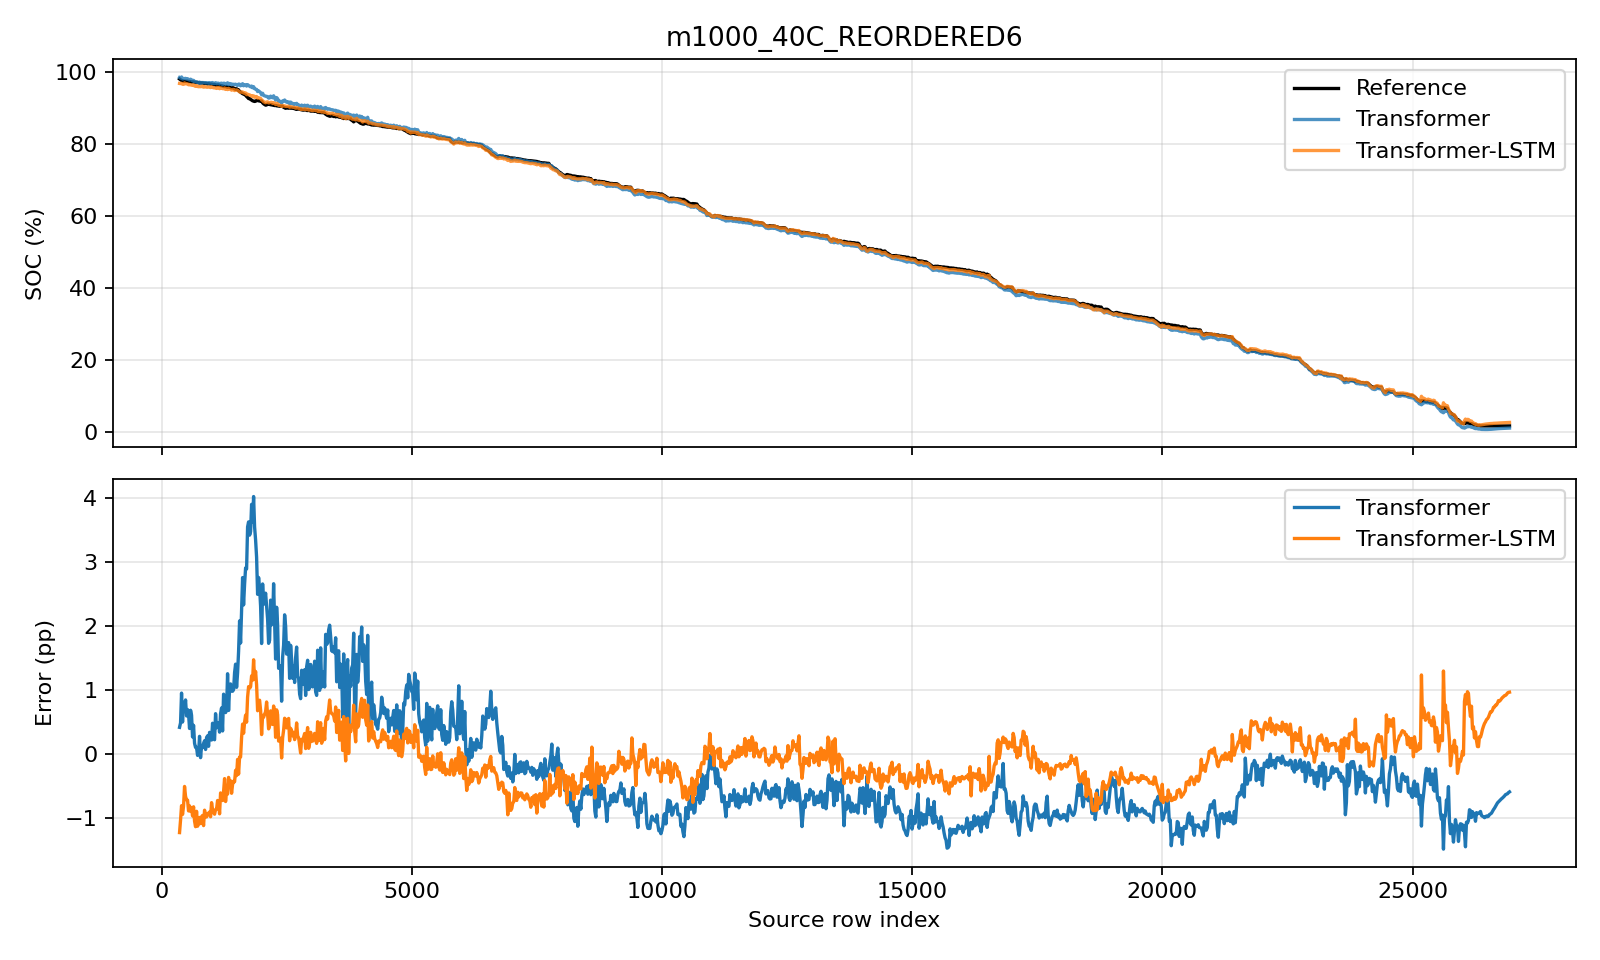 m1000_40C_REORDERED6
100
80
60
40
20
0
SOC (%)
Reference
Transformer
Transformer-LSTM
4
3
2
1
0
−1
Error (pp)
Transformer
Transformer-LSTM
0
5000
10000
15000
20000
25000
Source row index